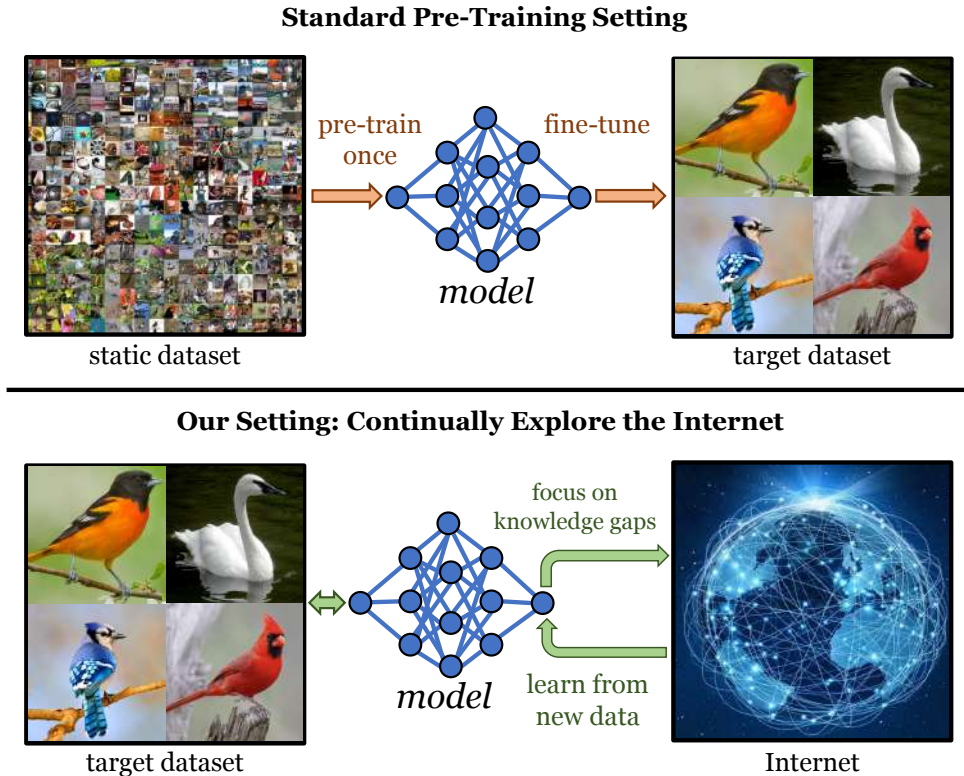 Standard Pre-Training Setting
pre-train
once
fine-tune
model
static dataset
target dataset
Our Setting: Continually Explore the Internet
focus on
knowledge gaps
model
learn from
new data
target dataset
Internet